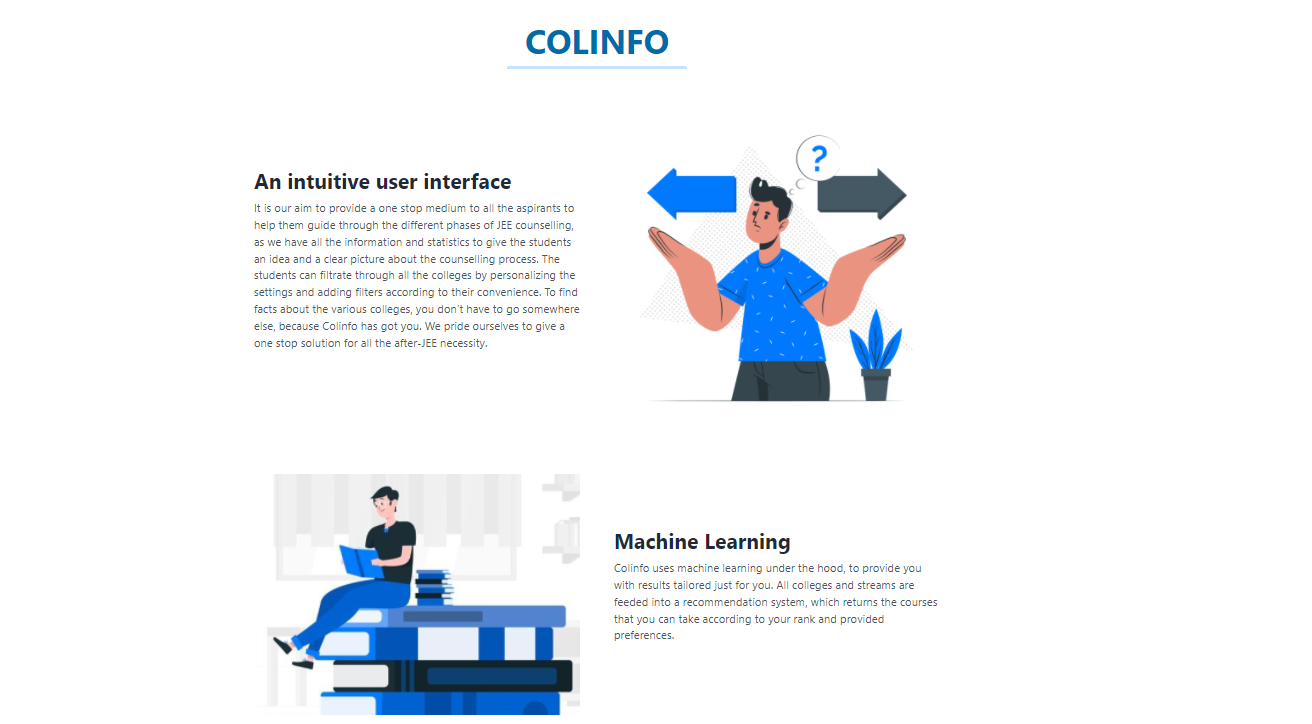 COLINFO
?
An intuitive user interface
It is our aim to provide a one stop medium to all the aspirants to
help them guide through the different phases of JEE counselling,
as we have all the information and statistics to give the students
an idea and a clear picture about the counselling process. The
students can filtrate through all the colleges by personalizing the
settings and adding filters according to their convenience. To find
facts about the various colleges, you don't have to go somewhere
else, because Colinfo has got you. We pride ourselves to give a
one stop solution for all the after-JEE necessity.
Machine Learning
Colinfo uses machine learning under the hood, to provide you
with results tailored just for you. All colleges and streams are
feeded into a recommendation system, which returns the courses
that you can take according to your rank and provided
preferences.